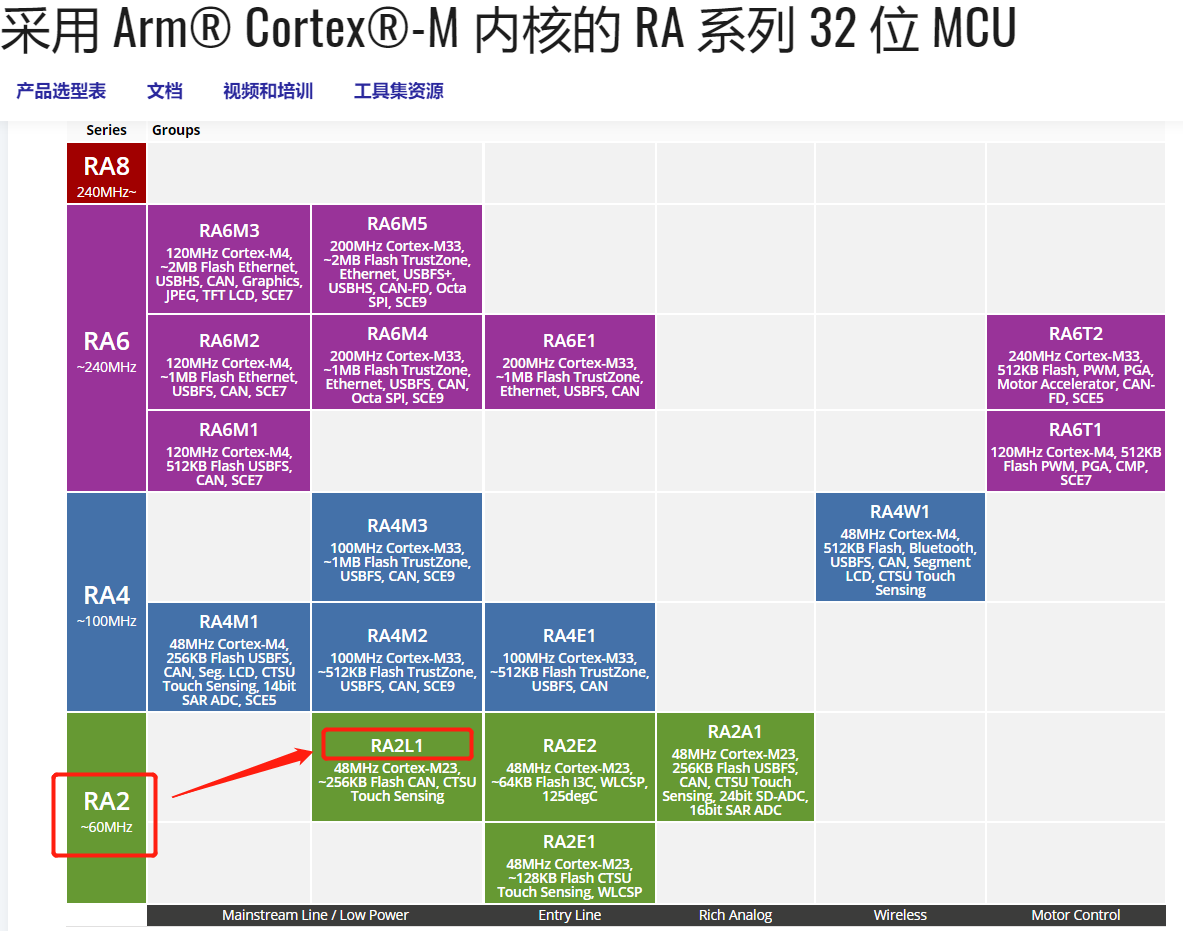 采用 Arm® Cortex®-M 内核的 RA 系列 32 位 MCU
产品选型表 文档 视频和培训 工具集资源
Series Groups
RA8
240MHz~
RA6
~240MHz
RA6M3
120MHz Cortex-M4,
~2MB Flash Ethernet,
USBHS, CAN, Graphics,
JPEG, TFT LCD, SCE7
RA6M5
200MHz Cortex-M33,
~2MB Flash TrustZone,
Ethernet, USBFS+,
USBHS, CAN-FD, Octa
SPI, SCE9
RA6M2
120MHz Cortex-M4,
~1MB Flash Ethernet,
USBFS, CAN, SCE7
RA6M4
200MHz Cortex-M33,
~1MB Flash TrustZone,
Ethernet, USBFS, CAN,
Octa SPI, SCE9
RA6E1
200MHz Cortex-M33,
~1MB Flash TrustZone,
Ethernet, USBFS, CAN
RA6T2
240MHz Cortex-M33,
512KB Flash, PWM, PGA,
Motor Accelerator, CAN-
FD, SCE5
RA6M1
120MHz Cortex-M4,
512KB Flash USBFS,
CAN, SCE7
RA6T1
120MHz Cortex-M4, 512KB
Flash PWM, PGA, CMP,
SCE7
RA4
~100MHz
RA4M3
100MHz Cortex-M33,
~1MB Flash TrustZone,
USBFS, CAN, SCE9
RA4W1
48MHz Cortex-M4,
512KB Flash, Bluetooth,
USBFS, CAN, Segment
LCD, CTSU Touch
Sensing
RA4M1
48MHz Cortex-M4,
256KB Flash USBFS,
CAN, Seg. LCD, CTSU
Touch Sensing, 14bit
SAR ADC, SCE5
RA4M2
100MHz Cortex-M33,
~512KB Flash TrustZone,
USBFS, CAN, SCE9
RA4E1
100MHz Cortex-M33,
~512KB Flash TrustZone,
USBFS, CAN
RA2
~60MHz
RA2L1
48MHz Cortex-M23,
~256KB Flash CAN, CTSU
Touch Sensing
RA2E2
48MHz Cortex-M23,
~64KB Flash I3C, WLCSP,
125degC
RA2A1
48MHz Cortex-M23,
256KB Flash USBFS,
CAN, CTSU Touch
Sensing, 24bit SD-ADC,
16bit SAR ADC
RA2E1
48MHz Cortex-M23,
~128KB Flash CTSU
Touch Sensing, WLCSP
Mainstream Line / Low Power Entry Line Rich Analog Wireless Motor Control